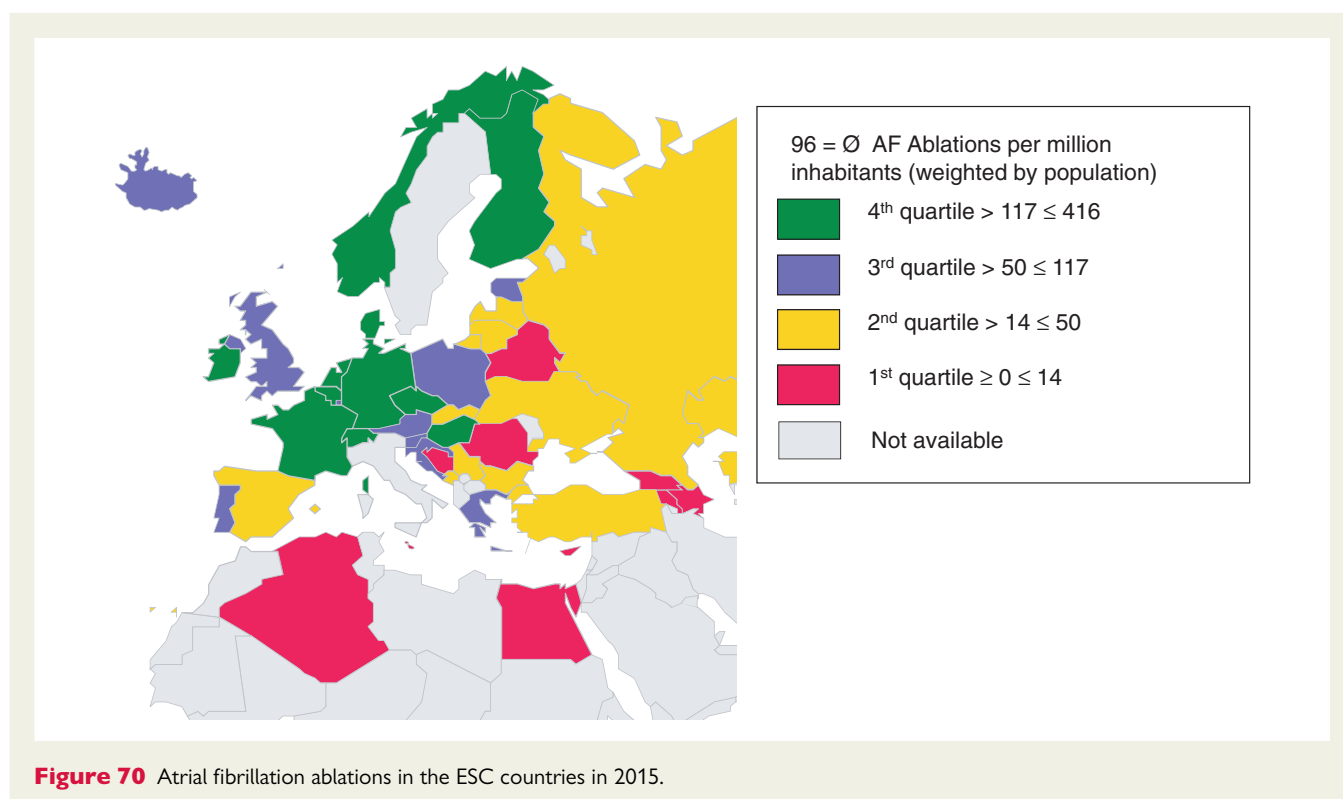 96 = Ø AF Ablations per million
inhabitants (weighted by population)
4th quartile > 117 ≤ 416
3rd quartile > 50 ≤ 117
2nd quartile > 14 ≤ 50
1st quartile ≥ 0 ≤ 14
Not available
Figure 70 Atrial fibrillation ablations in the ESC countries in 2015.